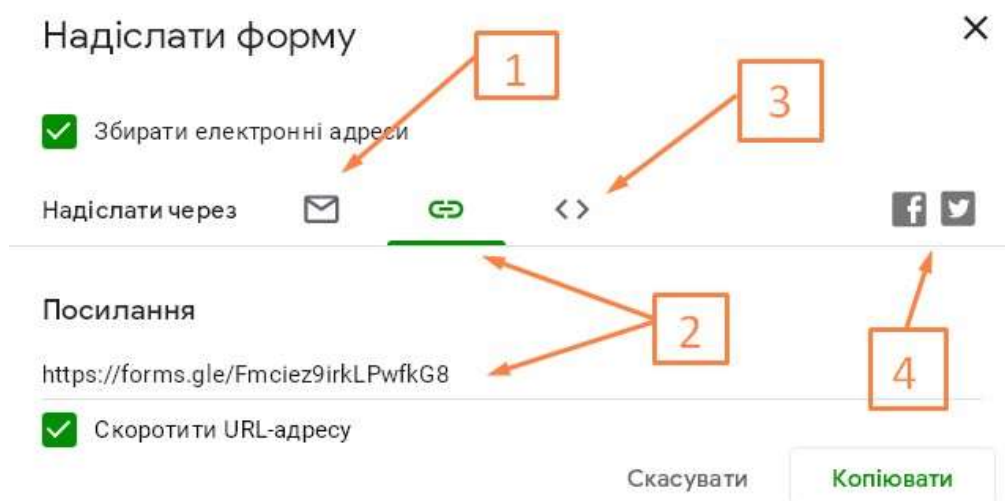 Надіслати форму
1
3
Збирати електронні адреси
Надіслати через
Посилання
2
https://forms.gle/Fmciez9irkLPwfkG8
4
Скоротити URL-адресу
Скасувати Копіювати